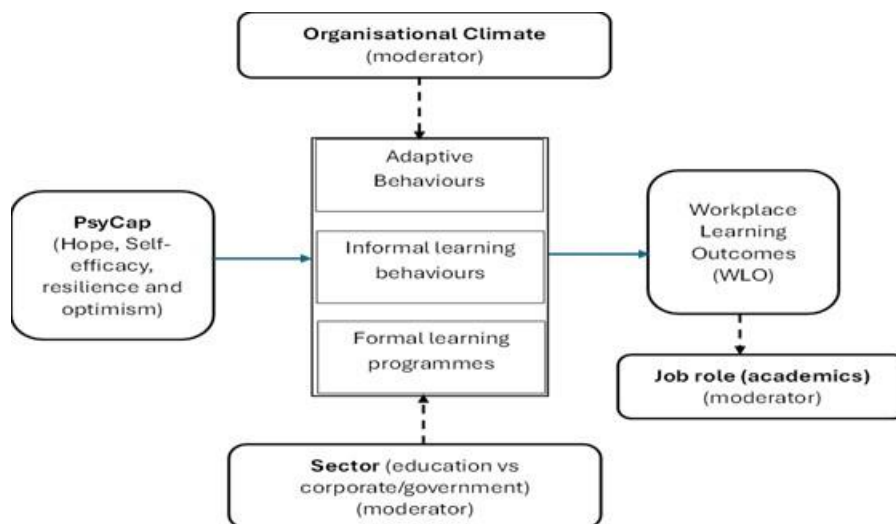 Organisational Climate
(moderator)
Adaptive
Behaviours
PsyCap
(Hope, Self-
efficacy,
resilience and
optimism)
Informal learning
behaviours
Formal learning
programmes
Workplace
Learning
Outcomes
(WLO)
Job role (academics)
(moderator)
Sector (education vs
corporate/government)
(moderator)